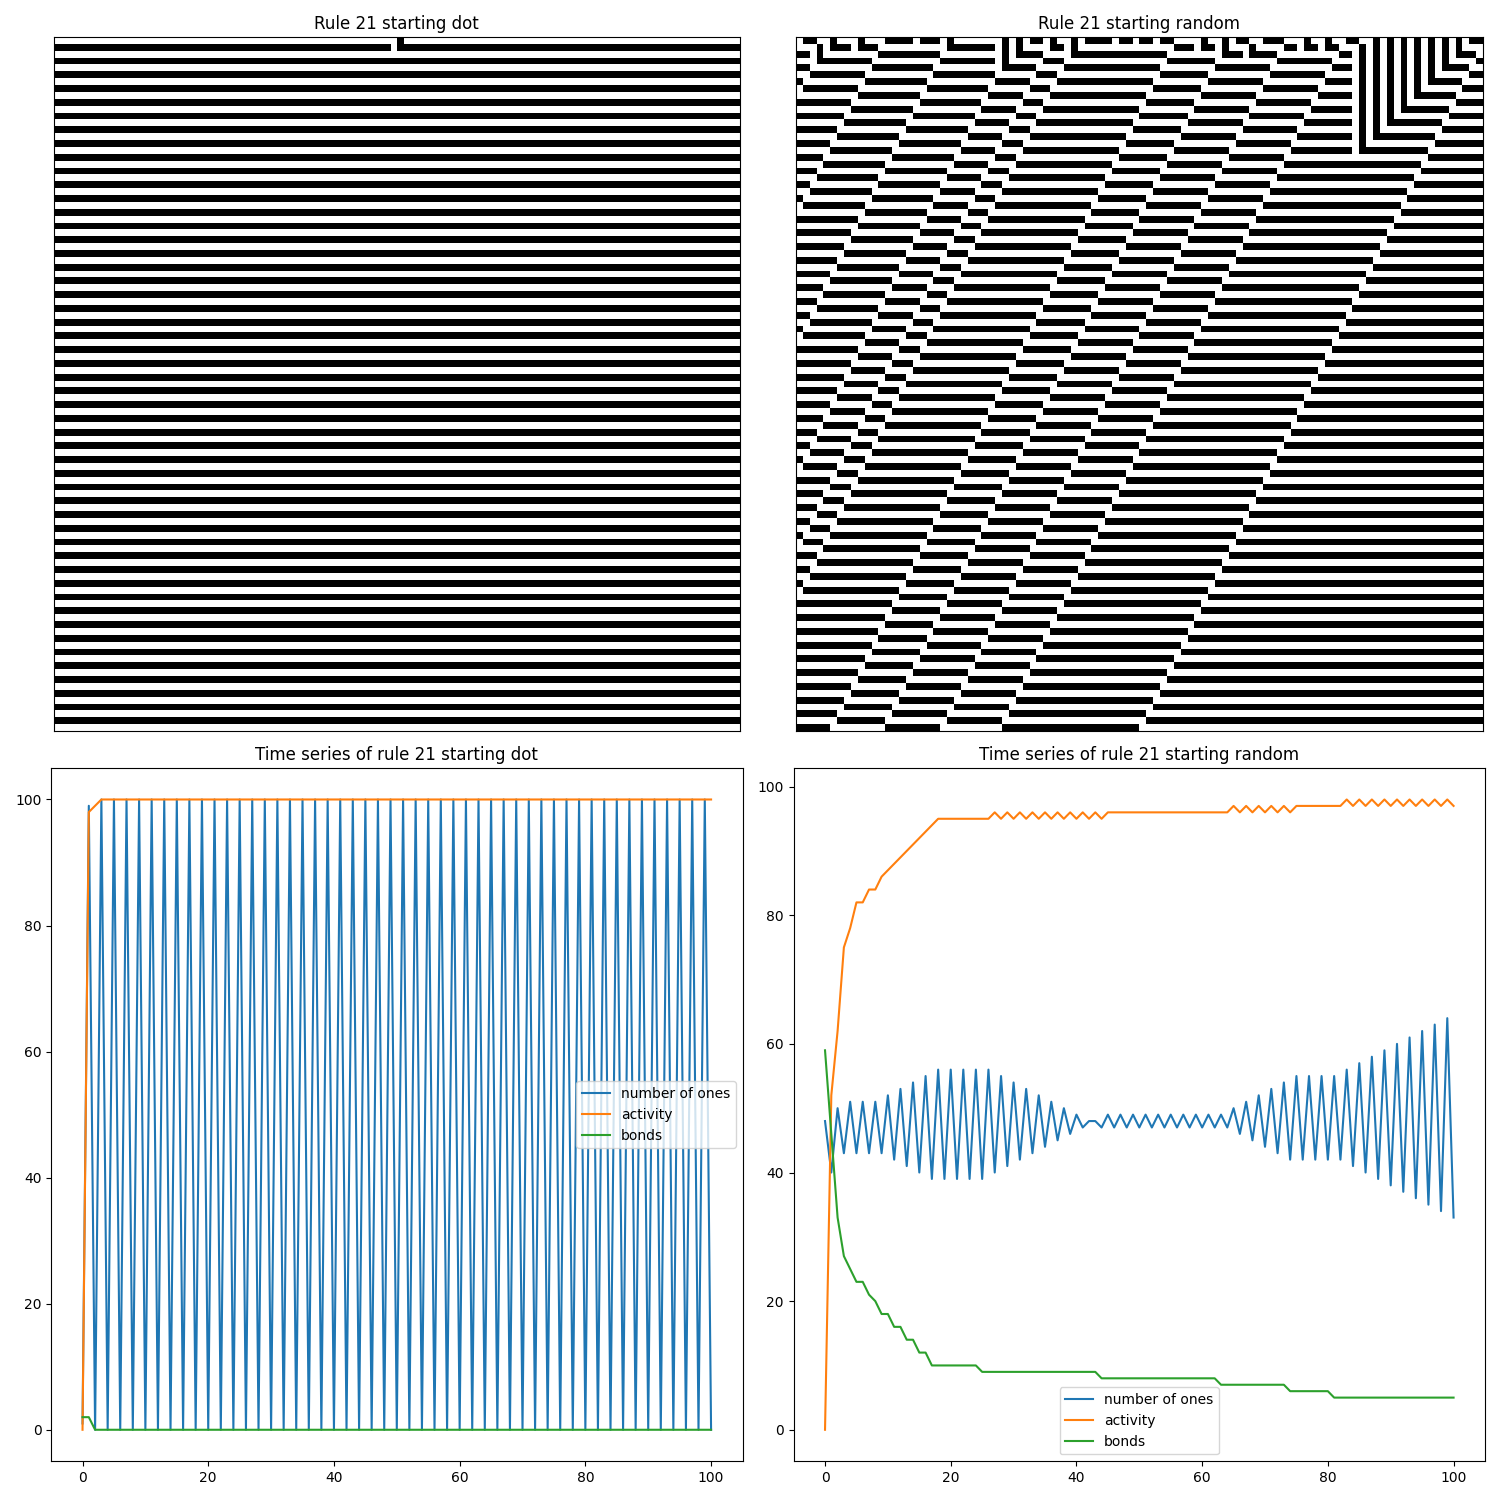 Rule 21 starting dot
Rule 21 starting random
Time series of rule 21 starting dot
100
80
60
40
20
0
0 20 40 60 80 100
number of ones
activity
bonds
Time series of rule 21 starting random
100
80
60
40
20
0
0 20 40 60 80 100
number of ones
activity
bonds